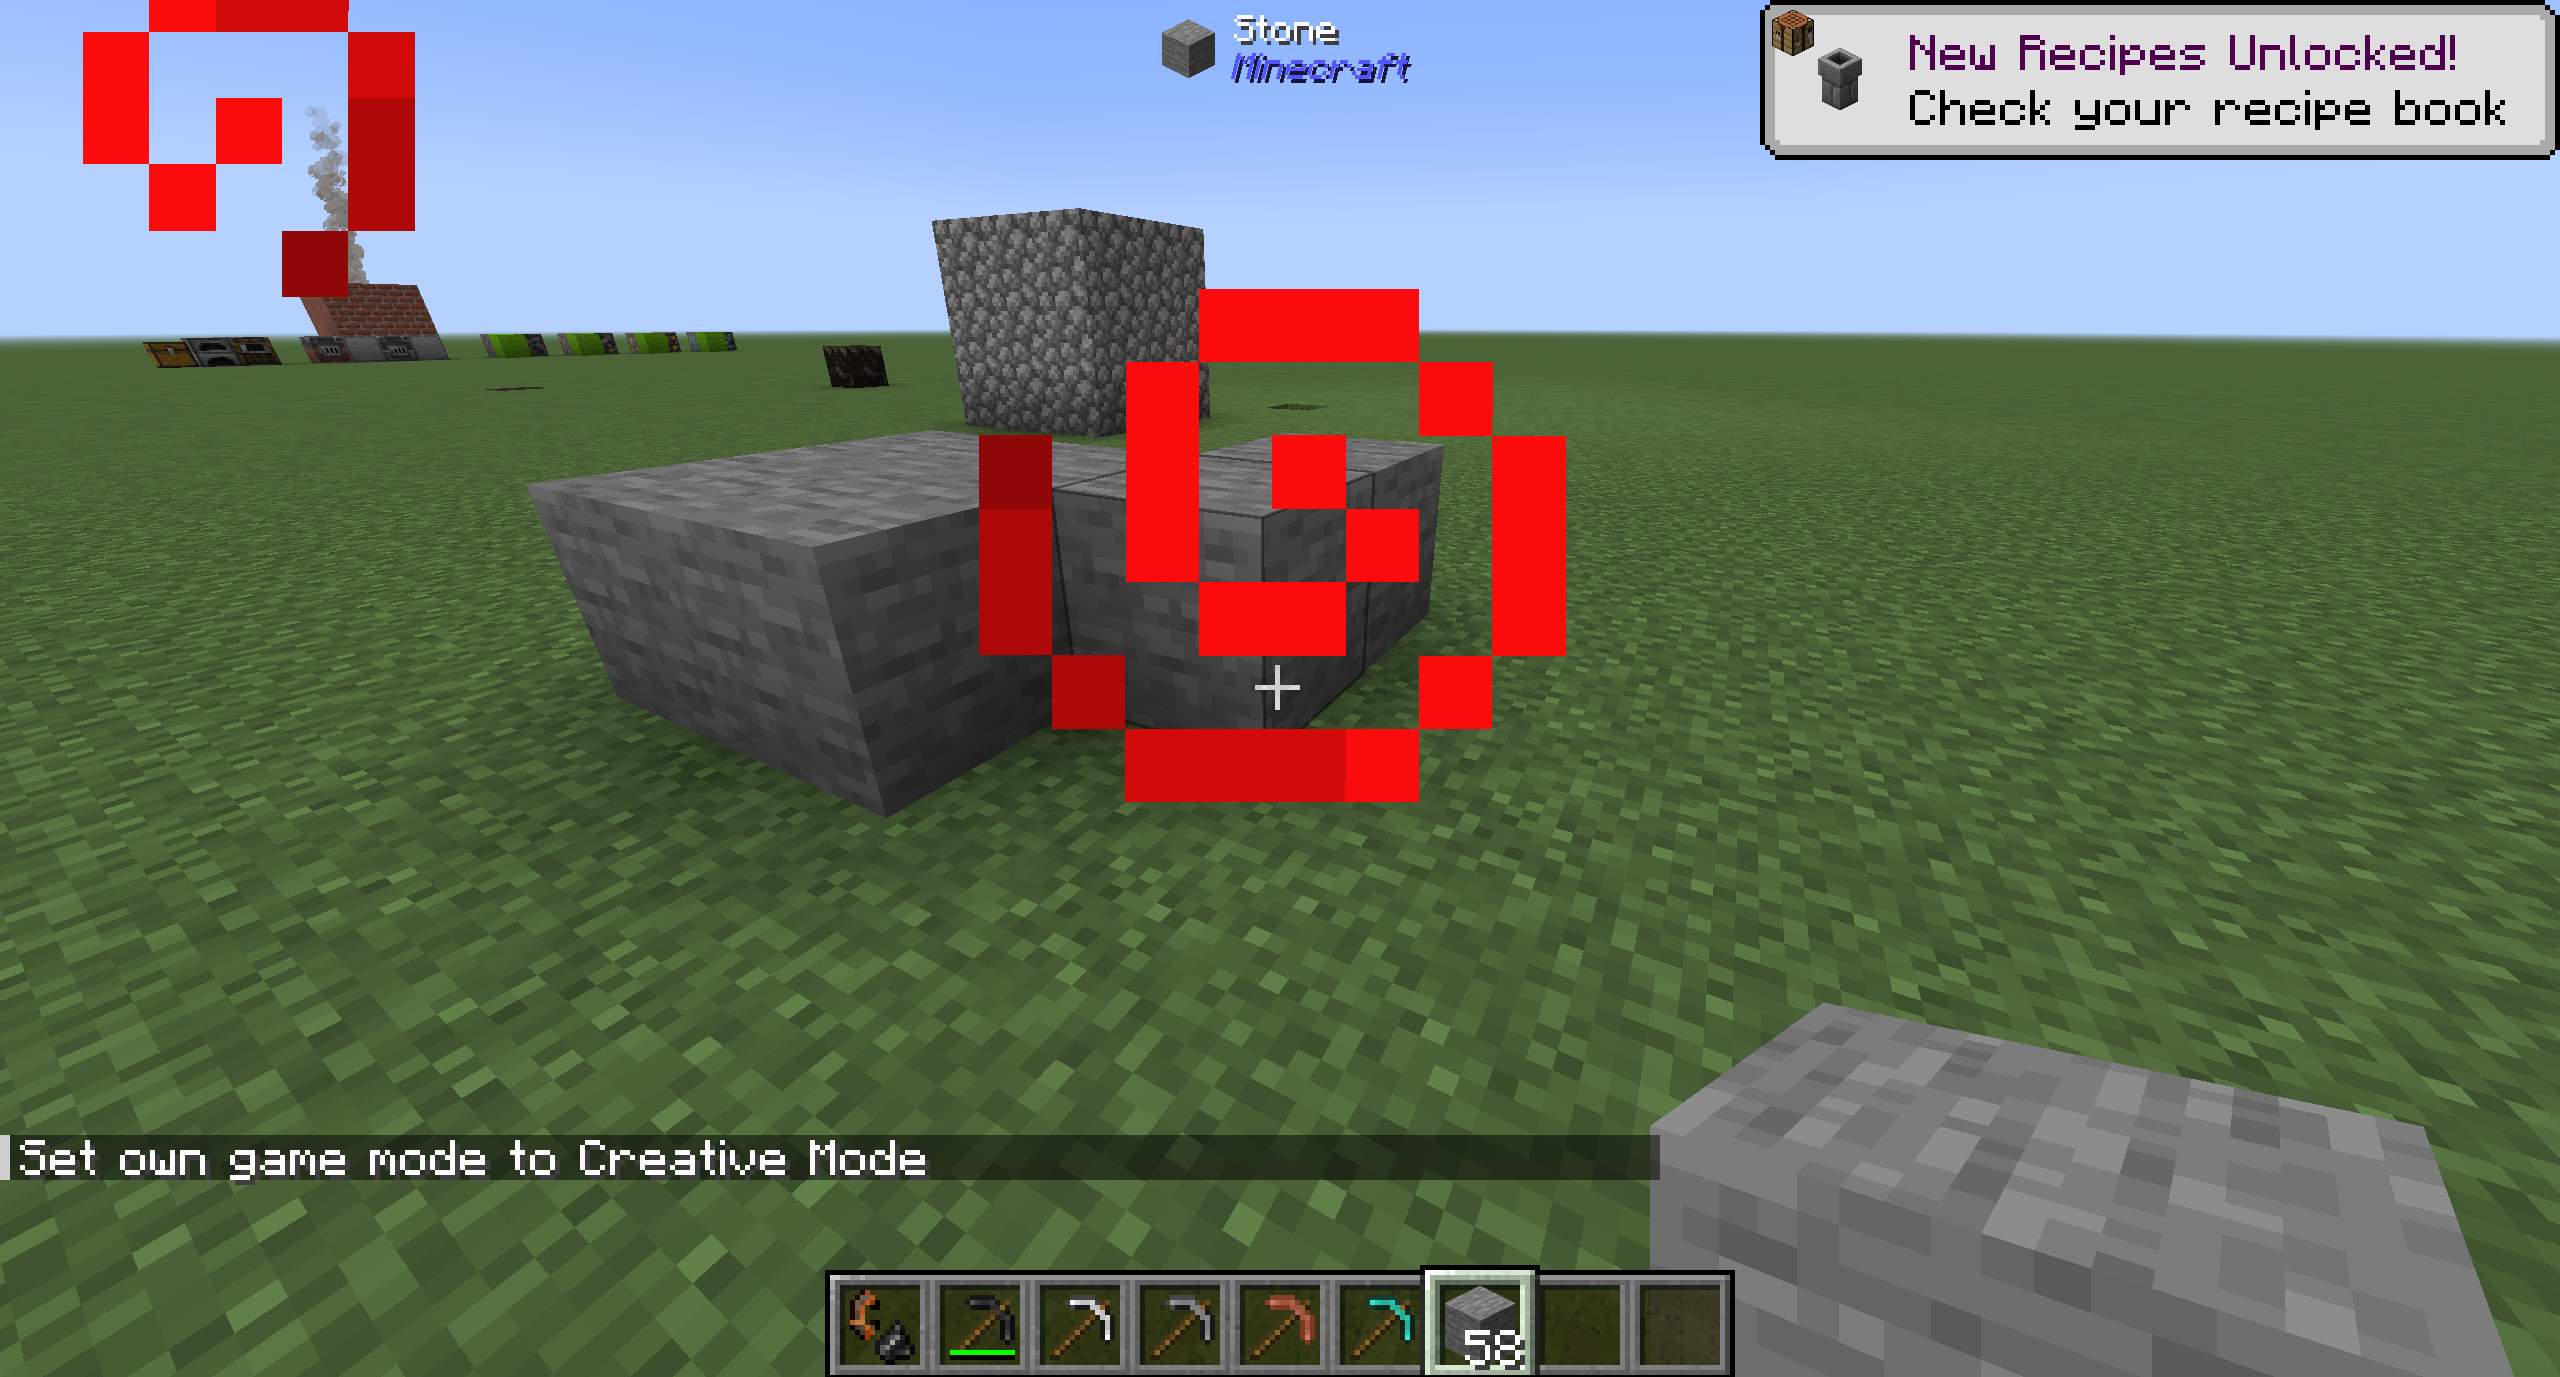 Stone
Minecraft
New Recipes Unlocked!
Check your recipe book
Set own game mode to Creative Mode
58